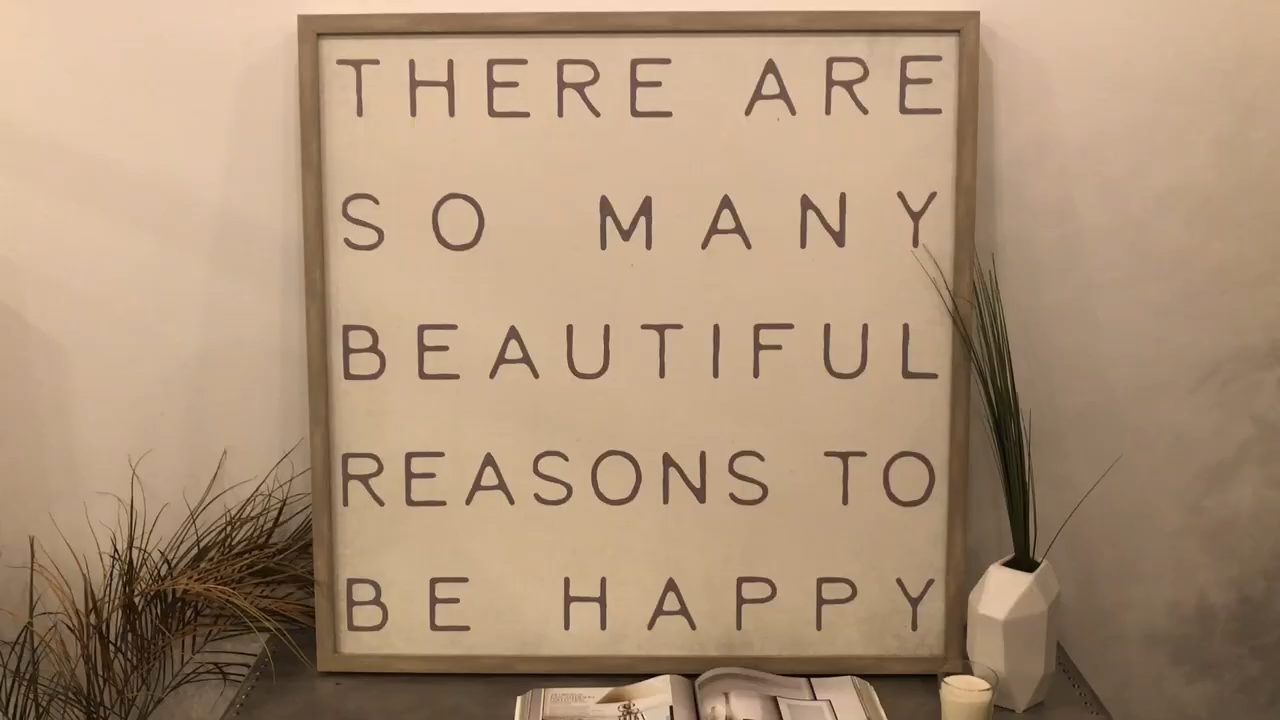 THERE ARE
SO MANY
BEAUTIFUL
REASONS TO
BE HAPPY